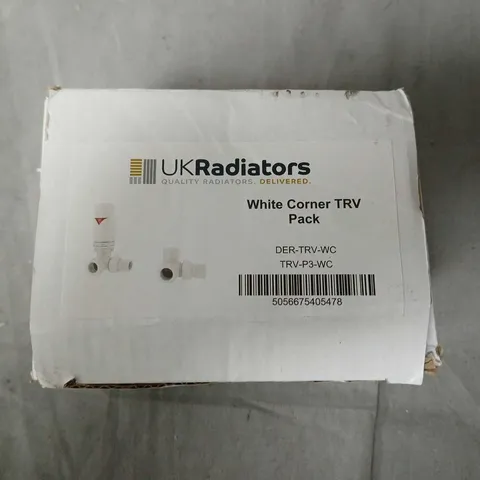 UKRadiators
QUALITY RADIATORS. DELIVERED.
White Corner TRV
Pack
DER-TRV-WC
TRV-P3-WC
5056675405478